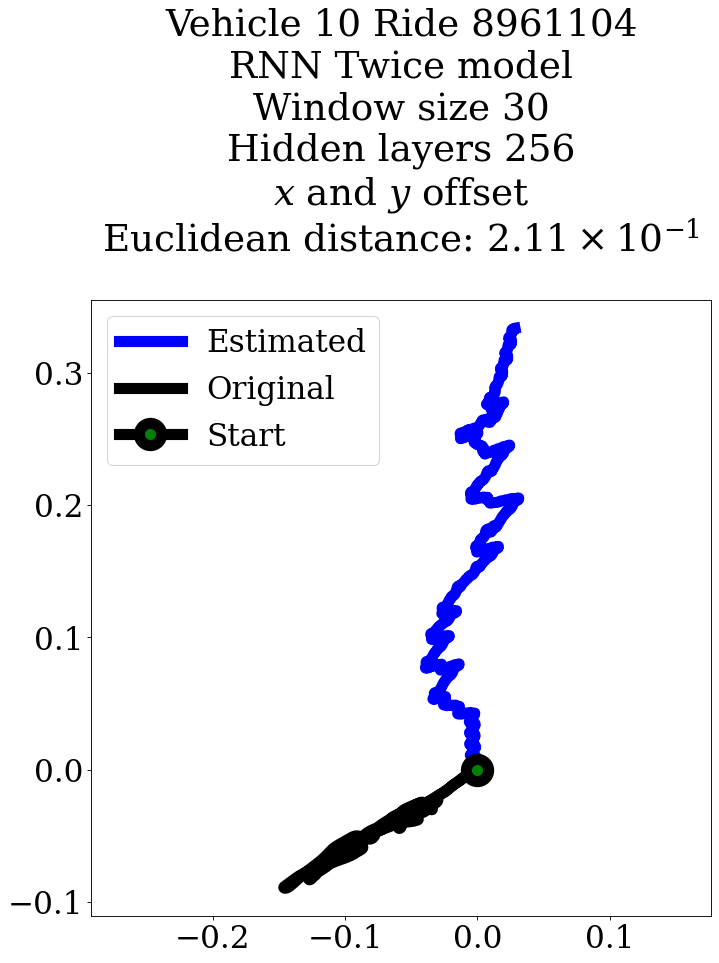 Vehicle 10 Ride 8961104
RNN Twice model
Window size 30
Hidden layers 256
x and y offset
Euclidean distance: 2.11 × 10⁻¹
Estimated
Original
Start
0.3
0.2
0.1
0.0
−0.1
−0.2 −0.1 0.0 0.1